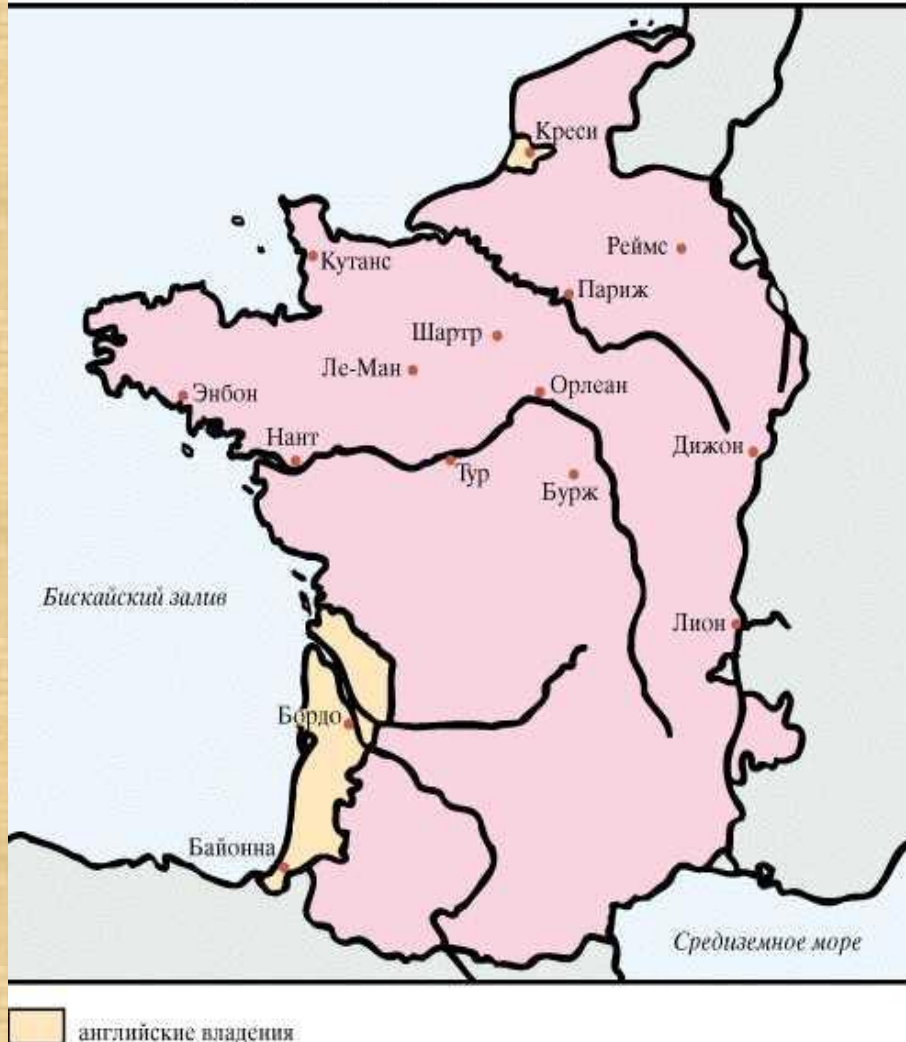 Креси
Реймс
Кутанс
Париж
Шартр
Ле-Ман
Орлеан
Энбон
Нант
Дижон
Тур
Бурж
Бискайский залив
Лион
Бордо
Байонна
Средиземное море
английские владения